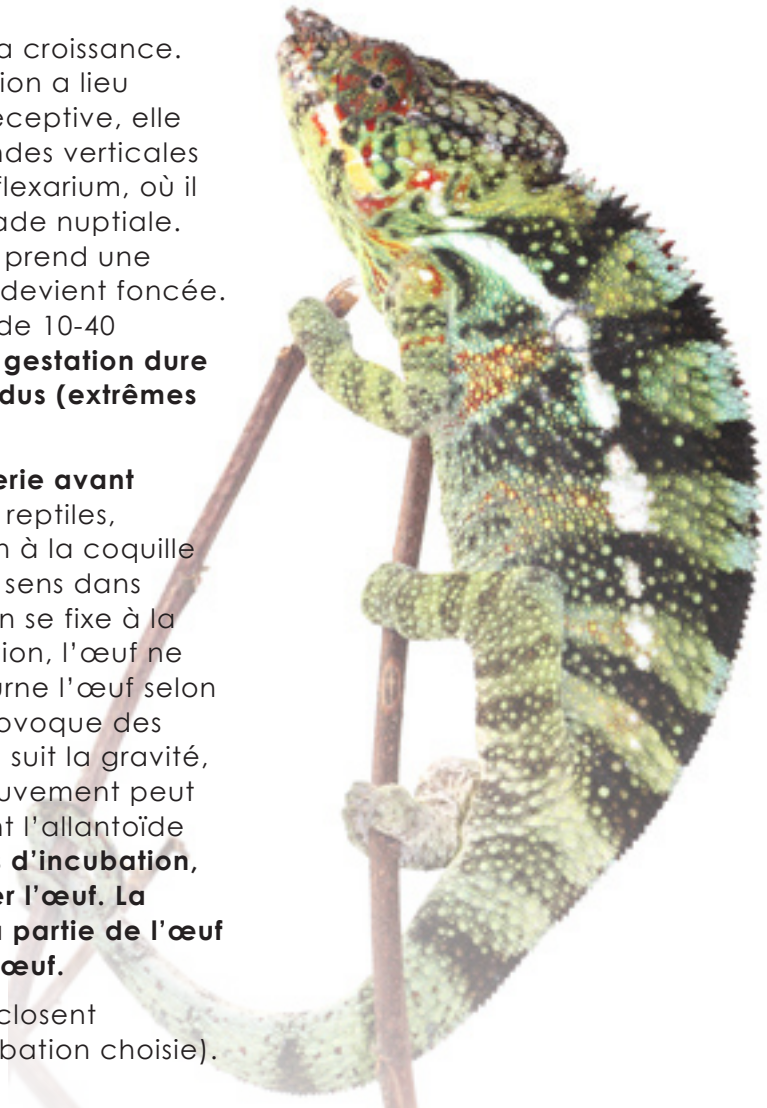 a croissance.
ion a lieu
éceptive, elle
ndes verticales
flexarium, où il
ade nuptiale.
prend une
devient foncée.
de 10-40
gestation dure
dus (extrêmes
erie avant
reptiles,
n à la coquille
sens dans
n se fixe à la
ion, l'œuf ne
urne l'œuf selon
ovoque des
suit la gravité,
uvement peut
nt l'allantoïde
d'incubation,
er l'œuf. La
a partie de l'œuf
œuf.
closent
bation choisie).